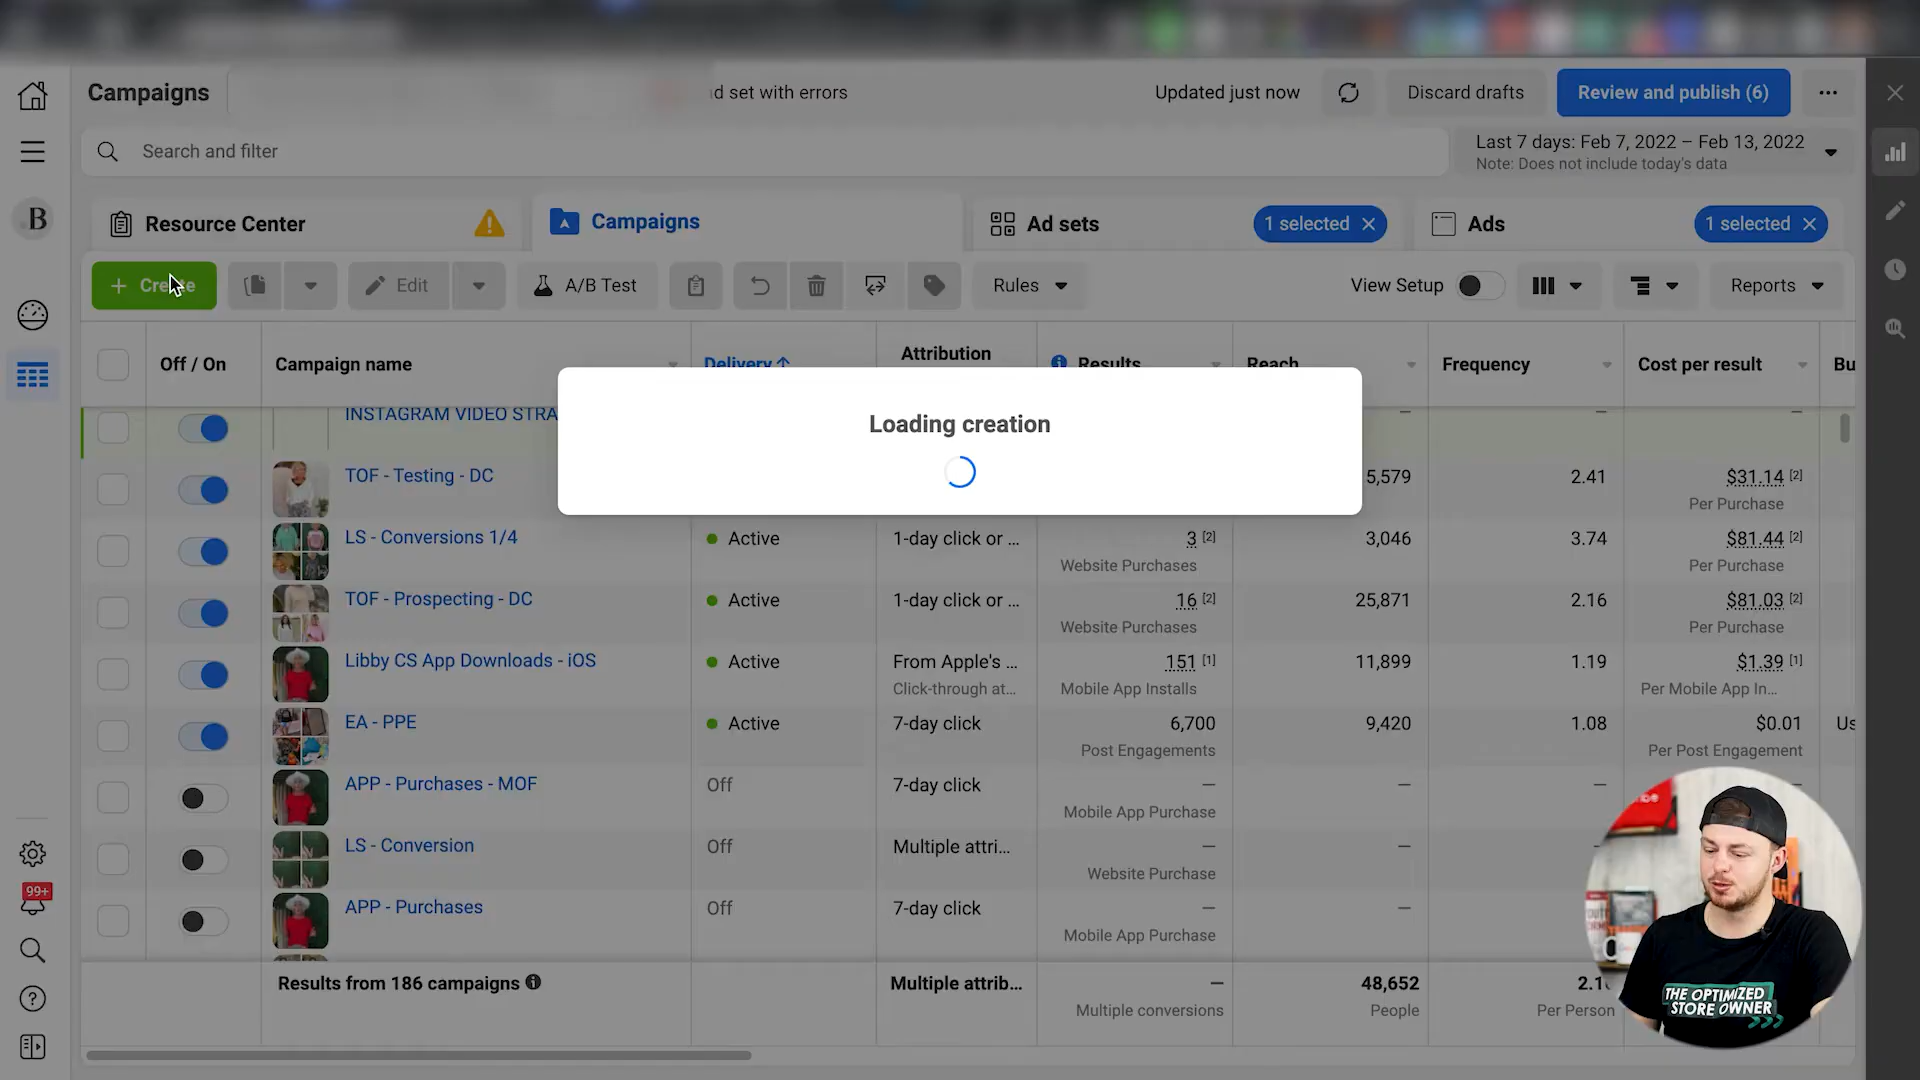 Campaigns
d set with errors
Updated just now
Discard drafts
Review and publish (6)
Search and filter
Last 7 days: Feb 7, 2022 – Feb 13, 2022
Note: Does not include today's data
B
Resource Center
Campaigns
Ad sets
1 selected
Ads
1 selected
+ Create
Edit
A/B Test
Rules
View Setup
Reports
Off / On
Campaign name
Delivery ↑
Attribution
Results
Reach
Frequency
Cost per result
Bu
Loading creation
INSTAGRAM VIDEO STRA
— — —
TOF - Testing - DC
5,579
2.41
$31.14 [2]
Per Purchase
LS - Conversions 1/4
Active
1-day click or ...
3 [2]
Website Purchases
3,046
3.74
$81.44 [2]
Per Purchase
TOF - Prospecting - DC
Active
1-day click or ...
16 [2]
Website Purchases
25,871
2.16
$81.03 [2]
Per Purchase
Libby CS App Downloads - iOS
Active
From Apple's ...
Click-through at...
151 [1]
Mobile App Installs
11,899
1.19
$1.39 [1]
Per Mobile App In...
EA - PPE
Active
7-day click
6,700
Post Engagements
9,420
1.08
$0.01
Per Post Engagement
Us
APP - Purchases - MOF
Off
7-day click
—
Mobile App Purchase
— — —
LS - Conversion
Off
Multiple attri...
—
Website Purchase
—
APP - Purchases
Off
7-day click
—
Mobile App Purchase
—
99+
Results from 186 campaigns
Multiple attrib...
—
Multiple conversions
48,652
People
2.1
Per Person
THE OPTIMIZED
STORE OWNER